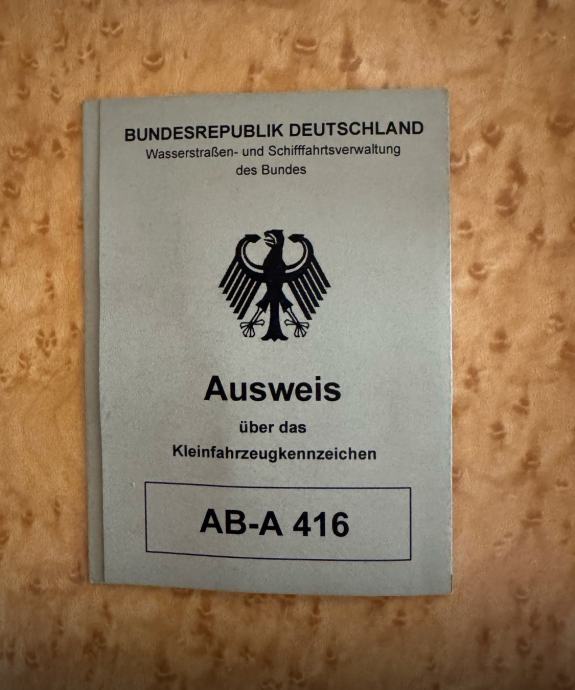 BUNDESREPUBLIK DEUTSCHLAND
Wasserstraßen- und Schifffahrtsverwaltung
des Bundes
Ausweis
über das
Kleinfahrzeugkennzeichen
AB-A 416